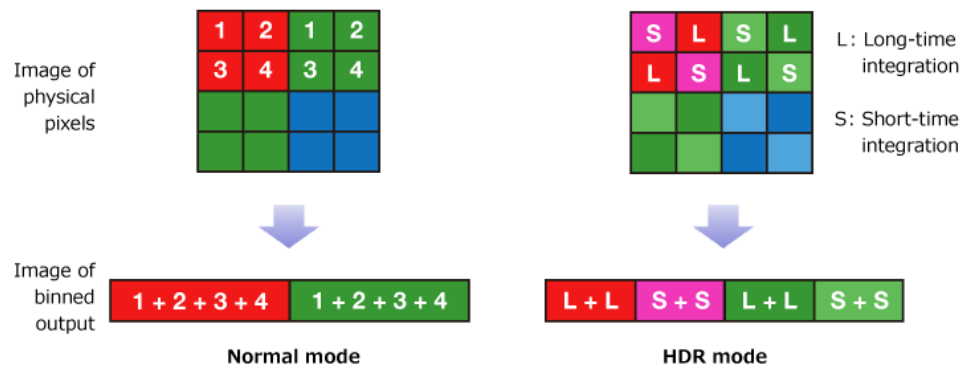 1 2 1 2
3 4 3 4
Image of
physical
pixels
S L S L
L S L S
L: Long-time
integration
S: Short-time
integration
Image of
binned
output
1 + 2 + 3 + 4 1 + 2 + 3 + 4
Normal mode
L + L S + S L + L S + S
HDR mode